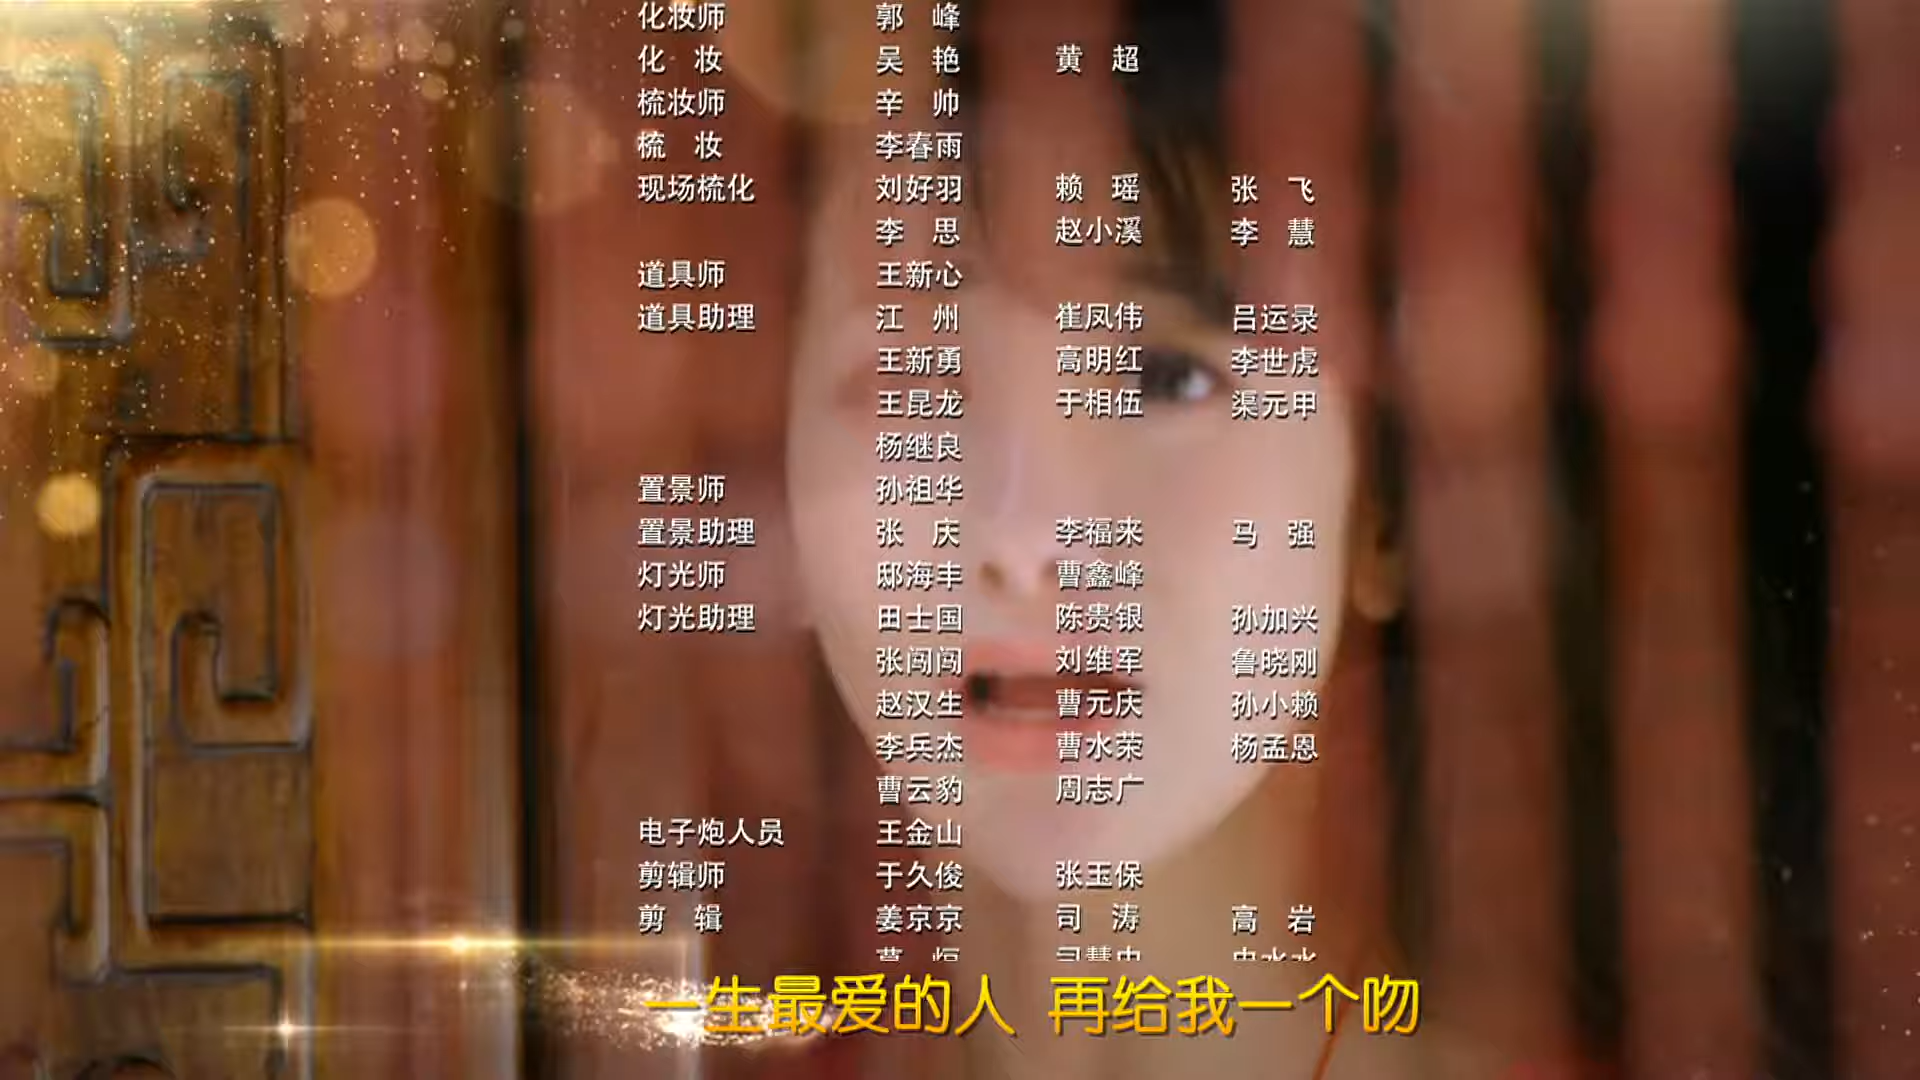 化妆师 郭 峰
化 妆 吴 艳 黄 超
梳妆师 辛 帅
梳 妆 李春雨
现场梳化 刘好羽 赖 瑶 张 飞
李 思 赵小溪 李 慧
道具师 王新心
道具助理 江 州 崔凤伟 吕运录
王新勇 高明红 李世虎
王昆龙 于相伍 渠元甲
杨继良
置景师 孙祖华
置景助理 张 庆 李福来 马 强
灯光师 邸海丰 曹鑫峰
灯光助理 田士国 陈贵银 孙加兴
张闯闯 刘维军 鲁晓刚
赵汉生 曹元庆 孙小赖
李兵杰 曹水荣 杨孟恩
曹云豹 周志广
电子炮人员 王金山
剪辑师 于久俊 张玉保
剪 辑 姜京京 司 涛 高 岩
一生最爱的人 再给我一个吻